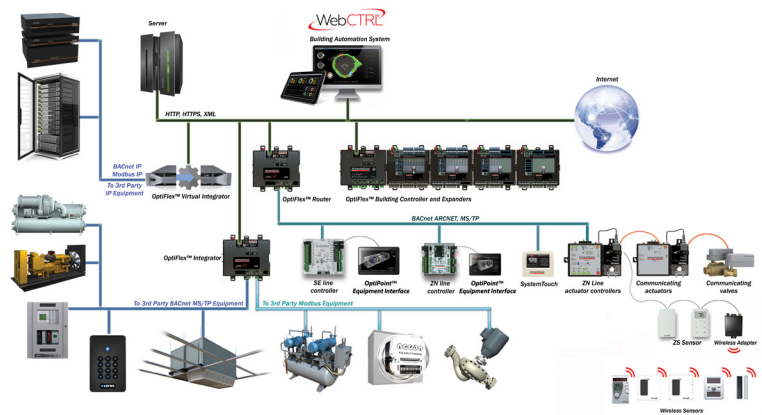 WebCTRL®
Building Automation System
Server
Internet
HTTP, HTTPS, XML
BACnet IP
Modbus IP
To 3rd Party
IP Equipment
OptiFlex™ Virtual Integrator
OptiFlex™ Router
OptiFlex™ Building Controller and Expanders
BACnet ARCNET, MS/TP
OptiFlex™ Integrator
SE line
controller
OptiPoint™
Equipment Interface
ZN line
controller
OptiPoint™
Equipment Interface
SystemTouch
ZN Line
actuator controllers
Communicating
actuators
Communicating
valves
To 3rd Party BACnet MS/TP Equipment
To 3rd Party Modbus Equipment
ZS Sensor
Wireless Adapter
Wireless Sensors